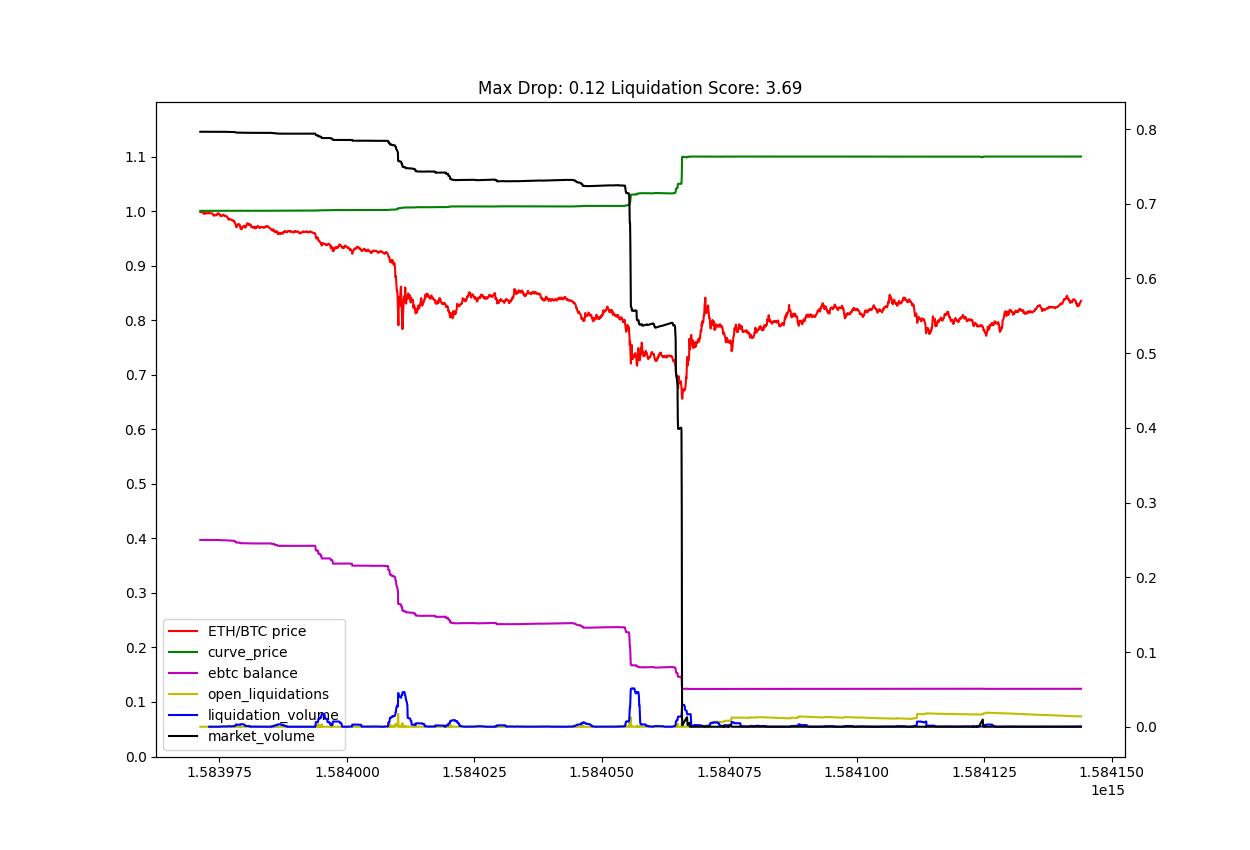 Max Drop: 0.12 Liquidation Score: 3.69
1.1
1.0
0.9
0.8
0.7
0.6
0.5
0.4
0.3
0.2
0.1
0.0
0.8
0.7
0.6
0.5
0.4
0.3
0.2
0.1
0.0
ETH/BTC price
curve_price
ebtc balance
open_liquidations
liquidation_volume
market_volume
1.583975 1.584000 1.584025 1.584050 1.584075 1.584100 1.584125 1.584150
1e15